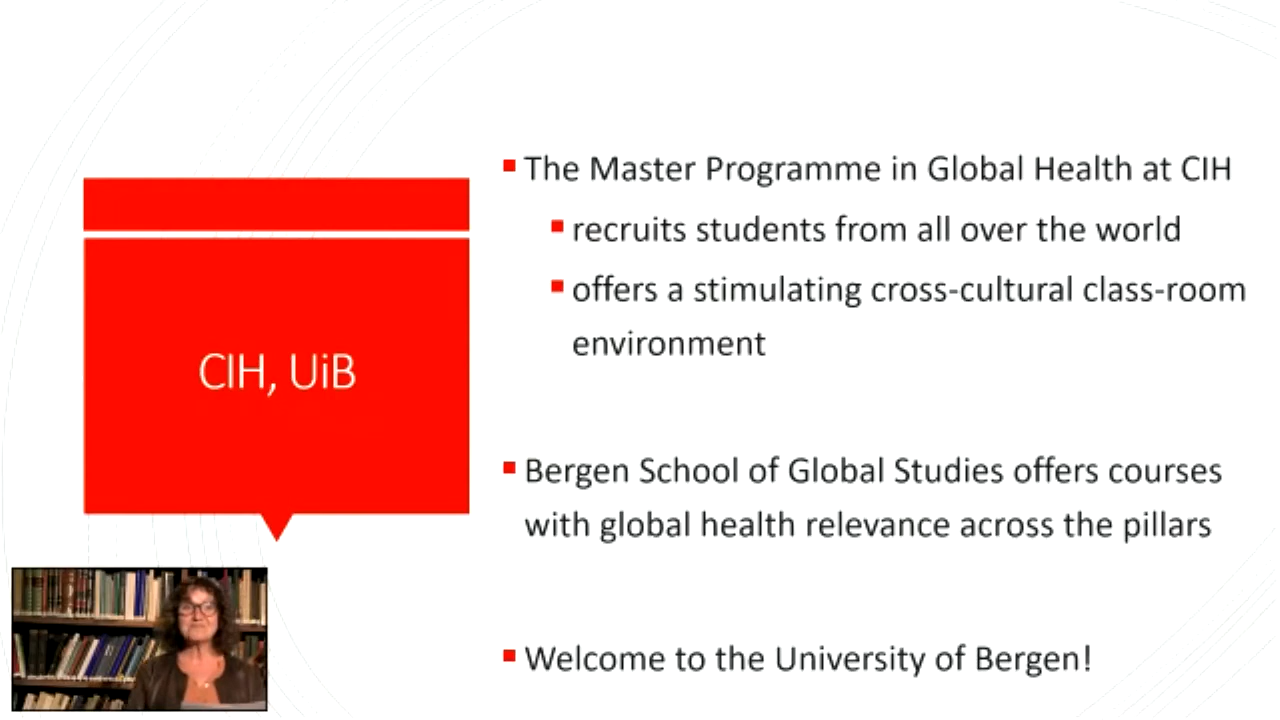 CIH, UiB
The Master Programme in Global Health at CIH
recruits students from all over the world
offers a stimulating cross-cultural class-room
environment
Bergen School of Global Studies offers courses
with global health relevance across the pillars
Welcome to the University of Bergen!